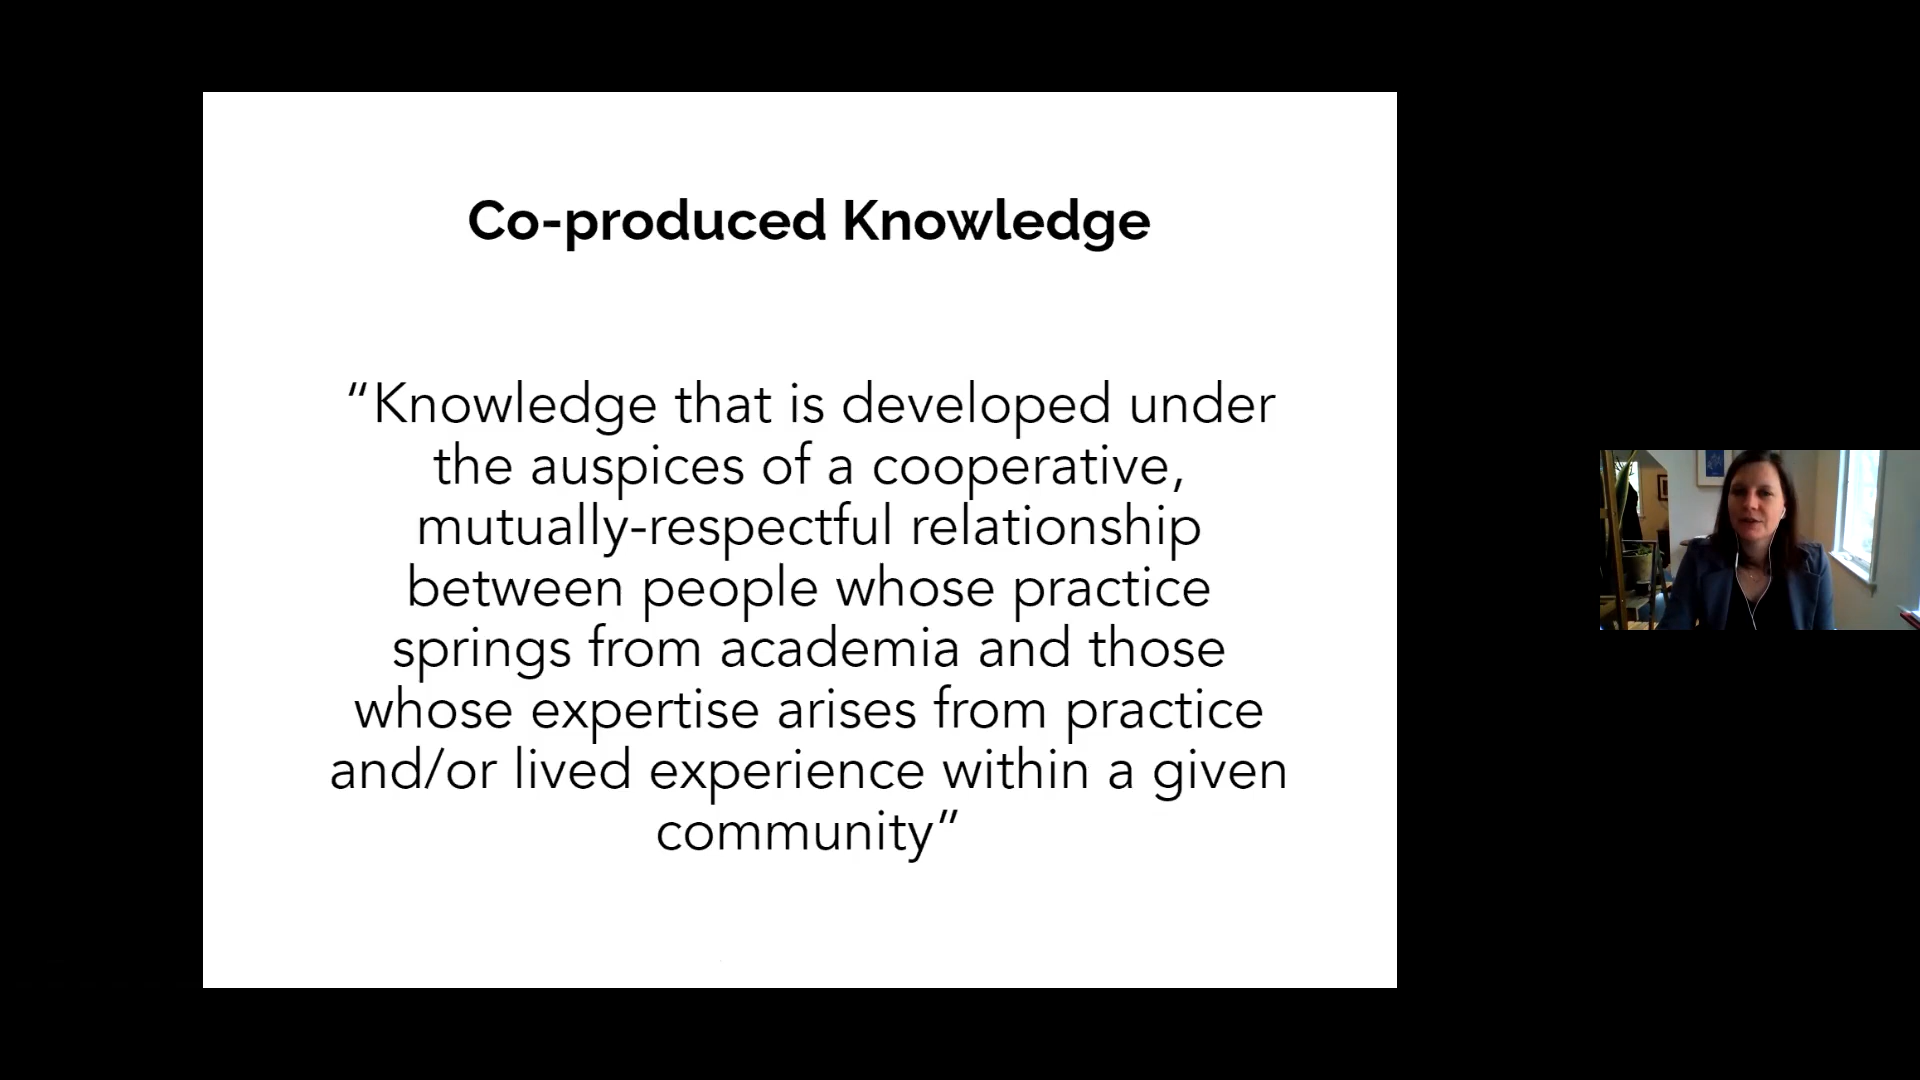 Co-produced Knowledge
“Knowledge that is developed under
the auspices of a cooperative,
mutually-respectful relationship
between people whose practice
springs from academia and those
whose expertise arises from practice
and/or lived experience within a given
community”